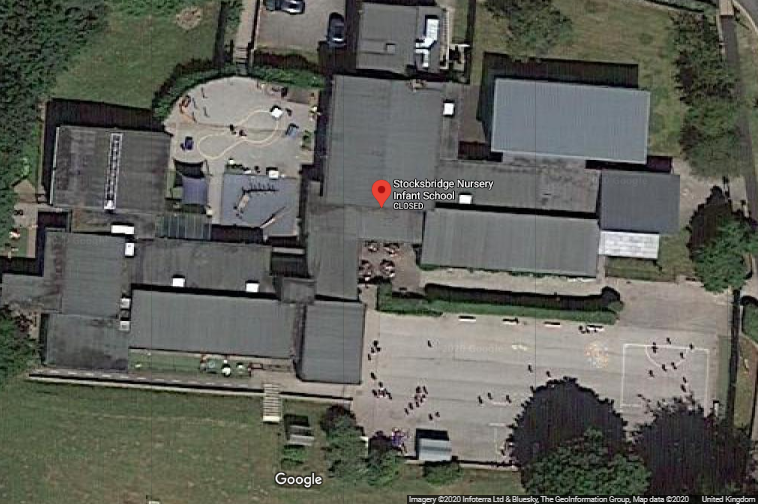 Stocksbridge Nursery
Infant School
CLOSED
Google
Imagery ©2020 Infoterra Ltd & Bluesky, The GeoInformation Group, Map data ©2020 United Kingdom